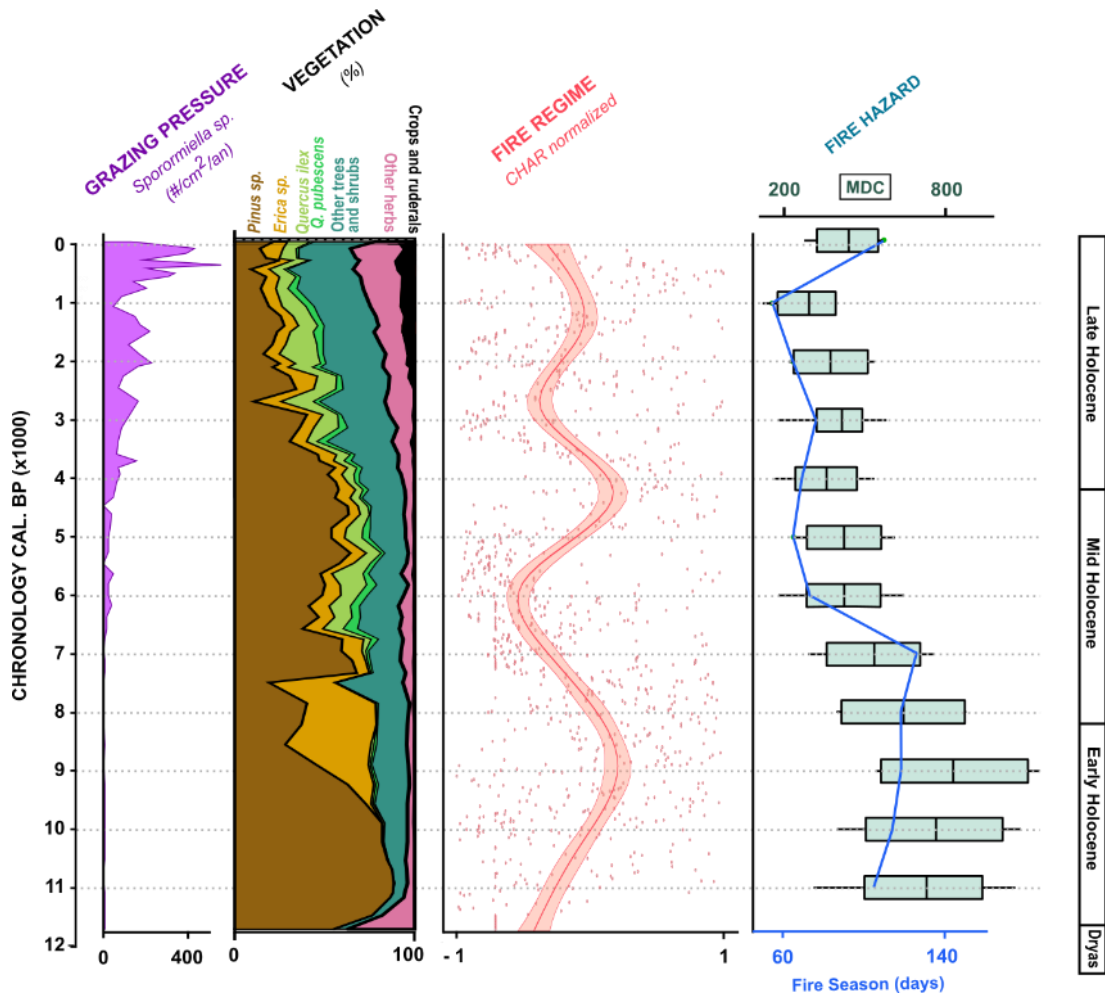 GRAZING PRESSURE
Sporormiella sp.
(#/cm²/an)
VEGETATION
(%)
Pinus sp.
Erica sp.
Quercus ilex
Q. pubescens
Other trees
and shrubs
Other herbs
Crops and ruderals
FIRE REGIME
CHAR normalized
FIRE HAZARD
200 MDC 800
CHRONOLOGY CAL. BP (x1000)
0
1
2
3
4
5
6
7
8
9
10
11
12
Late Holocene
Mid Holocene
Early Holocene
Dryas
0 400
0 100
- 1 1
60 140
Fire Season (days)